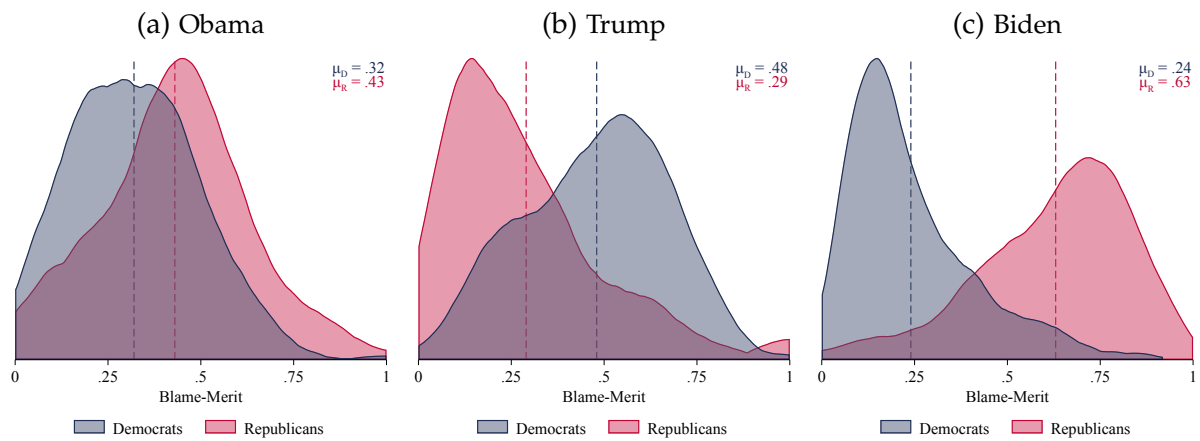 (a) Obama
μD = .32
μR = .43
0 .25 .5 .75 1
Blame-Merit
Democrats Republicans
(b) Trump
μD = .48
μR = .29
0 .25 .5 .75 1
Blame-Merit
Democrats Republicans
(c) Biden
μD = .24
μR = .63
0 .25 .5 .75 1
Blame-Merit
Democrats Republicans